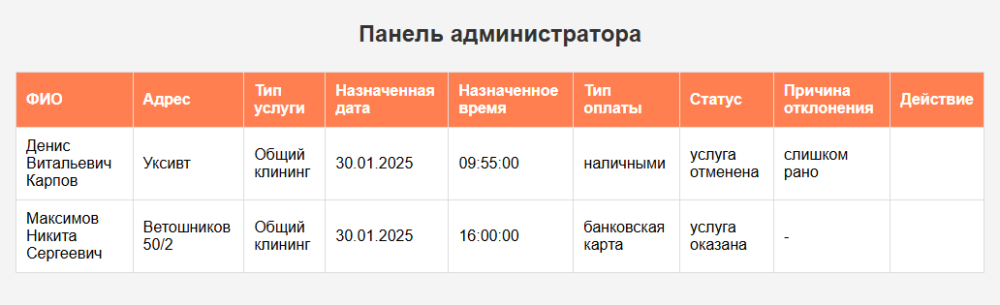 Панель администратора
ФИО Адрес Тип услуги Назначенная дата Назначенное время Тип оплаты Статус Причина отклонения Действие
Денис Витальевич Карпов Уксивт Общий клининг 30.01.2025 09:55:00 наличными услуга отменена слишком рано
Максимов Никита Сергеевич Ветошников 50/2 Общий клининг 30.01.2025 16:00:00 банковская карта услуга оказана -